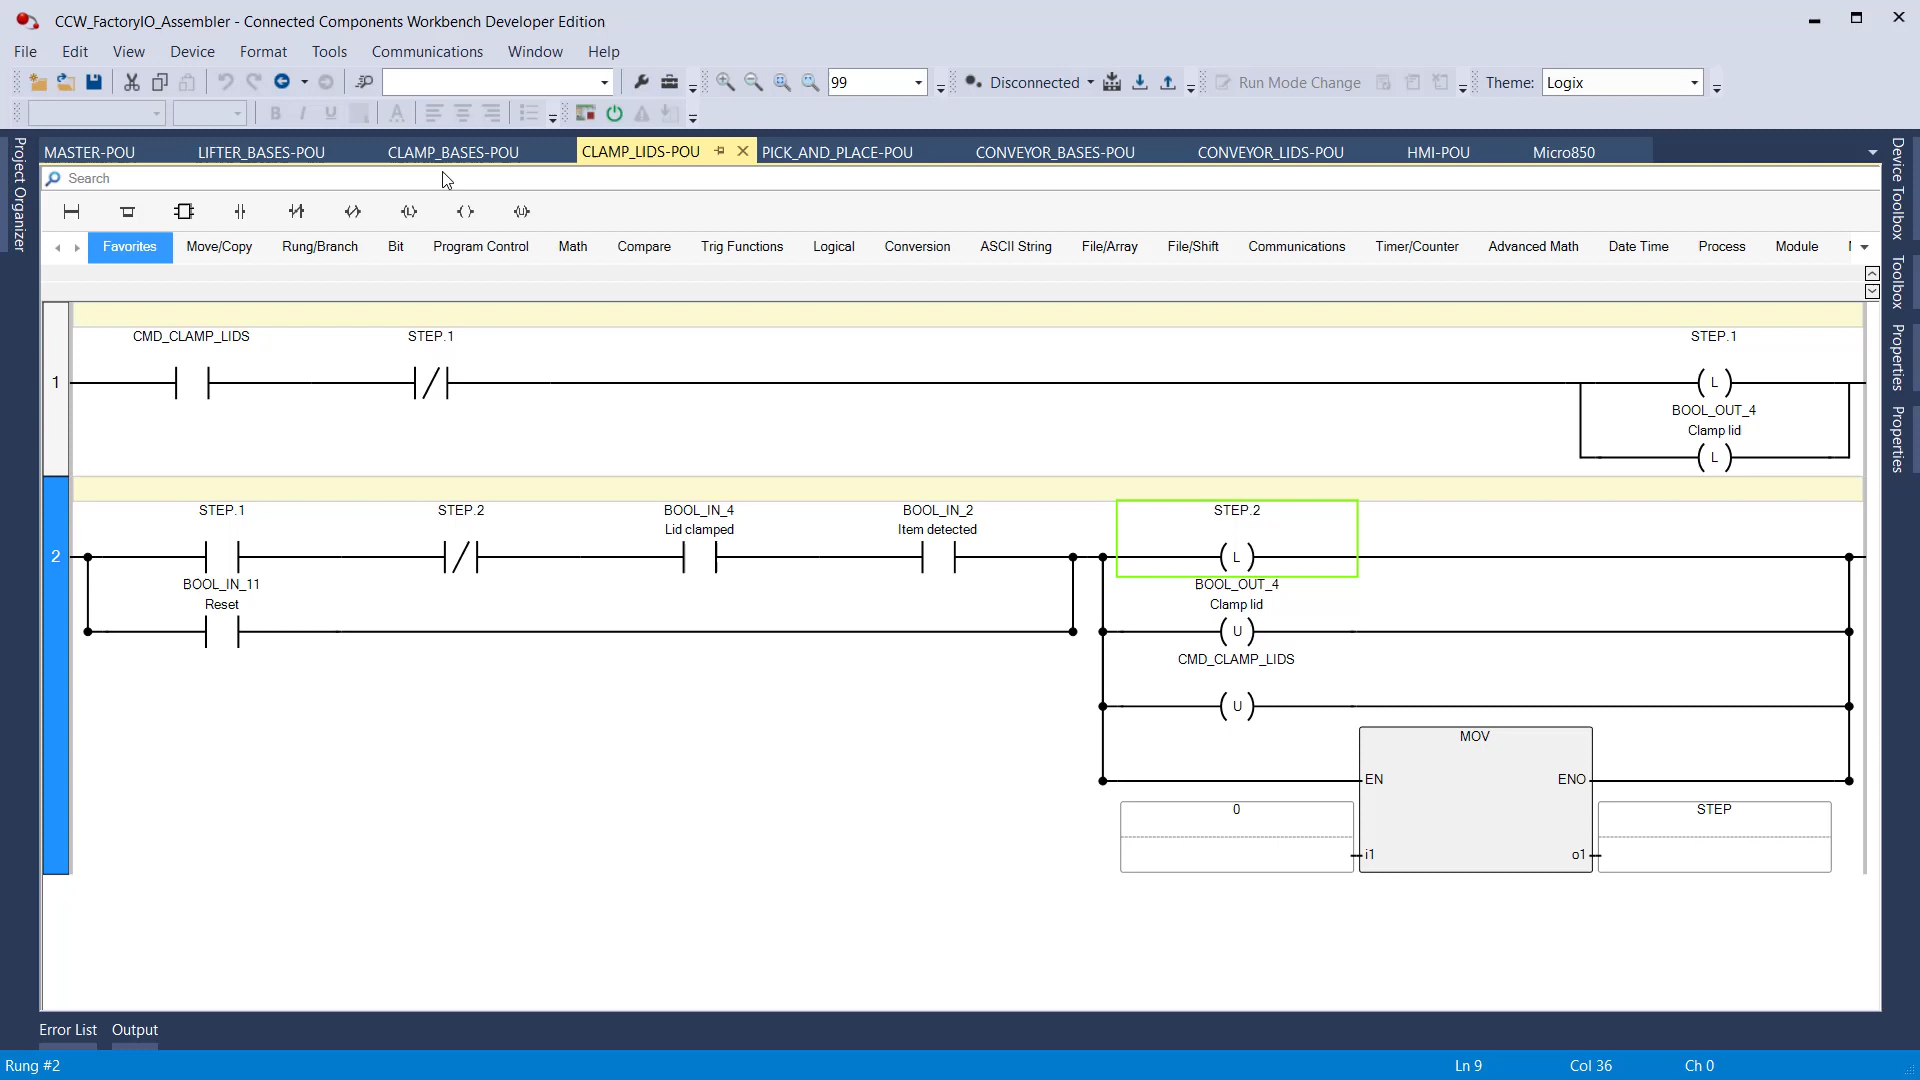 CCW_FactoryIO_Assembler - Connected Components Workbench Developer Edition
File Edit View Device Format Tools Communications Window Help
99 Disconnected Run Mode Change Theme: Logix
B I U A
MASTER-POU LIFTER_BASES-POU CLAMP_BASES-POU CLAMP_LIDS-POU PICK_AND_PLACE-POU CONVEYOR_BASES-POU CONVEYOR_LIDS-POU HMI-POU Micro850
Project Organizer
Search
Favorites Move/Copy Rung/Branch Bit Program Control Math Compare Trig Functions Logical Conversion ASCII String File/Array File/Shift Communications Timer/Counter Advanced Math Date Time Process Module
Device Toolbox
Toolbox
Properties
Properties
CMD_CLAMP_LIDS STEP.1 STEP.1
1 L
BOOL_OUT_4
Clamp lid
L
STEP.1 STEP.2 BOOL_IN_4 BOOL_IN_2 STEP.2
Lid clamped Item detected
2 L
BOOL_IN_11 BOOL_OUT_4
Reset Clamp lid
U
CMD_CLAMP_LIDS
U
MOV
EN ENO
0 STEP
i1 o1
Error List Output
Rung #2 Ln 9 Col 36 Ch 0